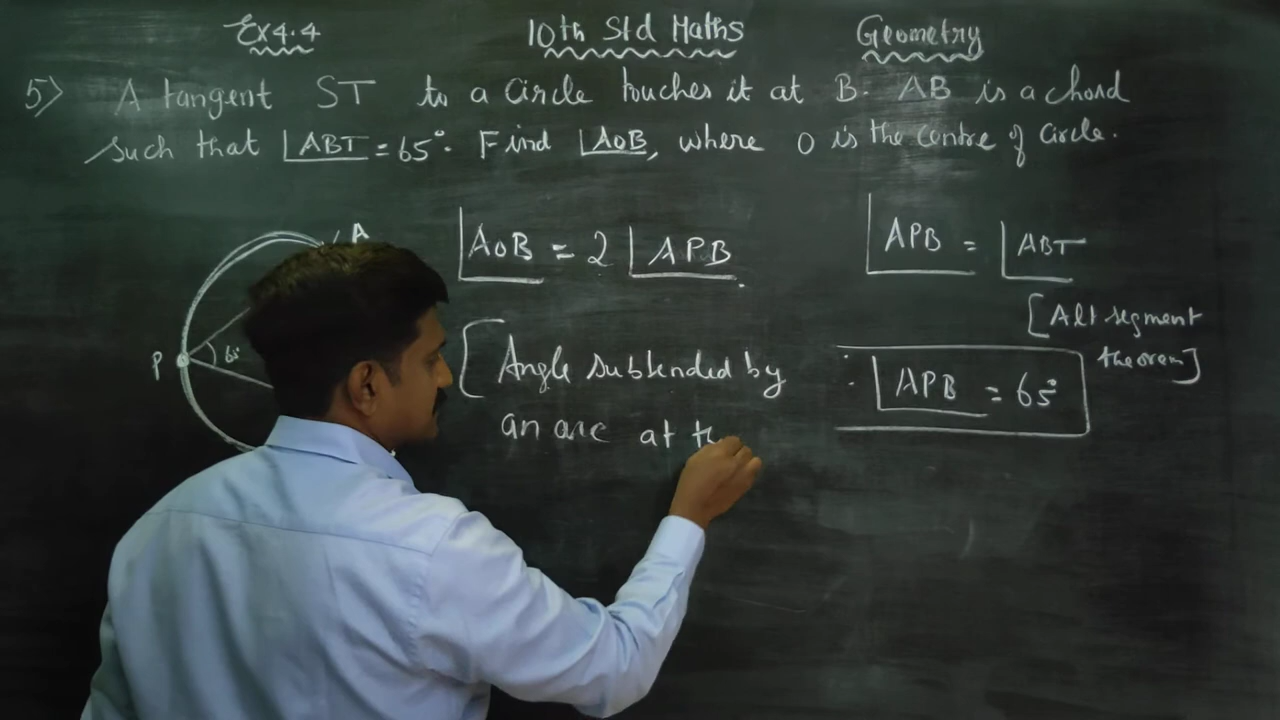 Ex 4.4 10th Std Maths Geometry
5) A tangent ST to a circle touches it at B. AB is a chord
such that ∠ABT = 65°. Find ∠AOB, where O is the centre of circle.
A
P
65°
∠AOB = 2 ∠APB.
[Angle subtended by
an arc at th
∠APB = ∠ABT
[Alt segment
theorem]
∴ ∠APB = 65°